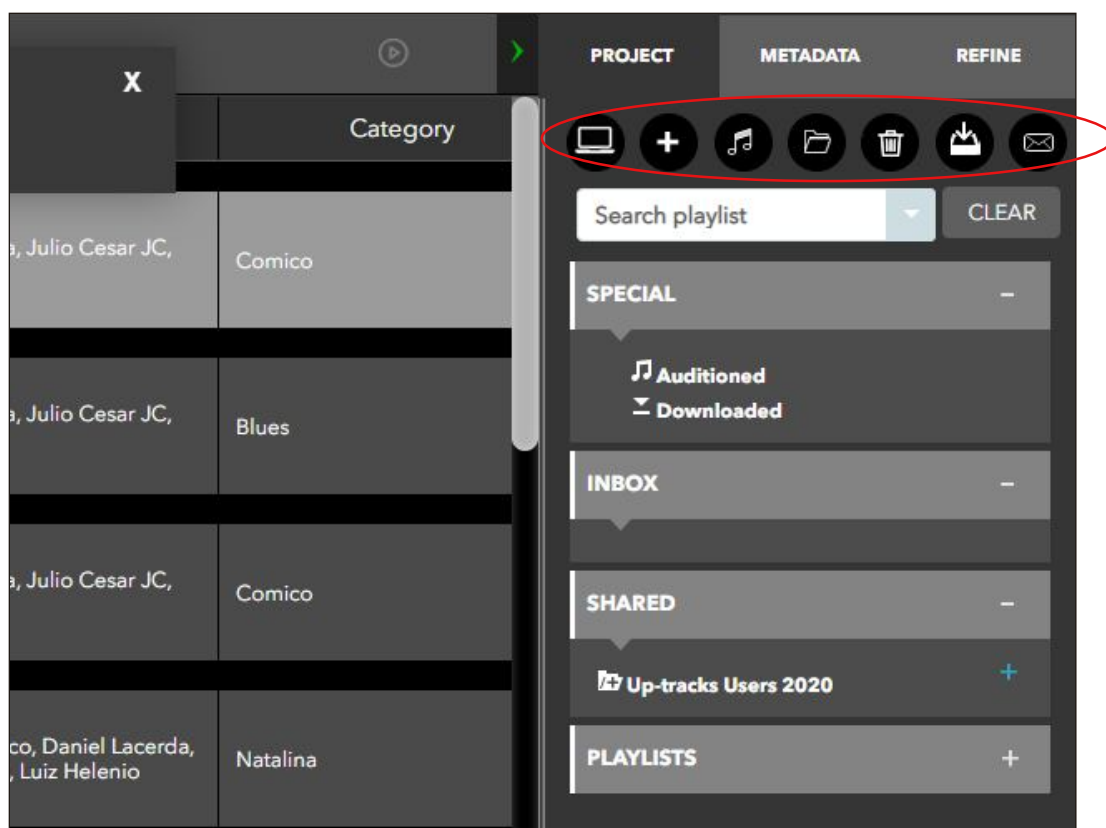 X
PROJECT METADATA REFINE
Category
Search playlist CLEAR
Julio Cesar JC,
Comico
SPECIAL
Auditioned
Downloaded
Julio Cesar JC,
Blues
INBOX
Julio Cesar JC,
Comico
SHARED
Up-tracks Users 2020
co, Daniel Lacerda,
, Luiz Helenio
Natalina
PLAYLISTS